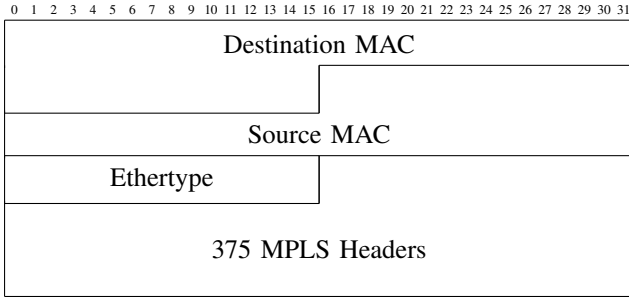 0 1 2 3 4 5 6 7 8 9 10 11 12 13 14 15 16 17 18 19 20 21 22 23 24 25 26 27 28 29 30 31
Destination MAC
Source MAC
Ethertype
375 MPLS Headers